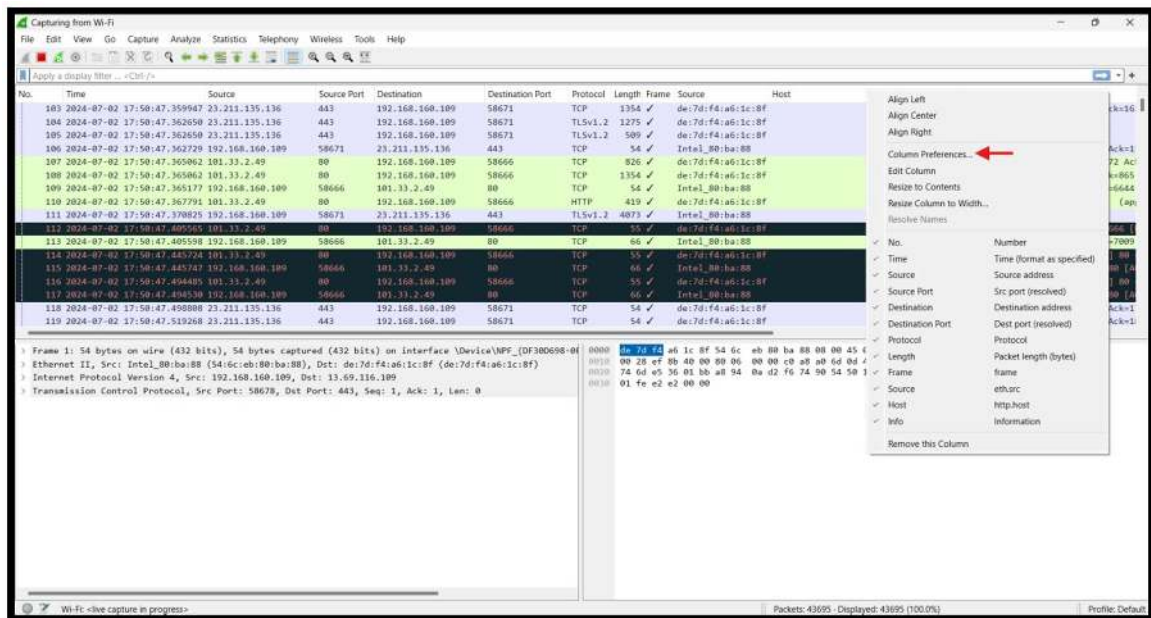 Capturing from Wi-Fi
File Edit View Go Capture Analyze Statistics Telephony Wireless Tools Help
Apply a display filter ... <Ctrl-/>
No. Time Source Source Port Destination Destination Port Protocol Length Frame Source Host
103 2024-07-02 17:50:47.359947 23.211.135.136 443 192.168.160.109 58671 TCP 1354 ✓ de:7d:f4:a6:1c:8f
104 2024-07-02 17:50:47.362650 23.211.135.136 443 192.168.160.109 58671 TLSv1.2 1275 ✓ de:7d:f4:a6:1c:8f
105 2024-07-02 17:50:47.362650 23.211.135.136 443 192.168.160.109 58671 TLSv1.2 509 ✓ de:7d:f4:a6:1c:8f
106 2024-07-02 17:50:47.362729 192.168.160.109 58671 23.211.135.136 443 TCP 54 ✓ Intel_80:ba:88
107 2024-07-02 17:50:47.365062 101.33.2.49 80 192.168.160.109 58666 TCP 826 ✓ de:7d:f4:a6:1c:8f
108 2024-07-02 17:50:47.365062 101.33.2.49 80 192.168.160.109 58666 TCP 1354 ✓ de:7d:f4:a6:1c:8f
109 2024-07-02 17:50:47.365177 192.168.160.109 58666 101.33.2.49 80 TCP 54 ✓ Intel_80:ba:88
110 2024-07-02 17:50:47.367791 101.33.2.49 80 192.168.160.109 58666 HTTP 419 ✓ de:7d:f4:a6:1c:8f
111 2024-07-02 17:50:47.370825 192.168.160.109 58671 23.211.135.136 443 TLSv1.2 4073 ✓ Intel_80:ba:88
112 2024-07-02 17:50:47.405565 101.33.2.49 80 192.168.160.109 58666 TCP 55 ✓ de:7d:f4:a6:1c:8f
113 2024-07-02 17:50:47.405598 192.168.160.109 58666 101.33.2.49 80 TCP 66 ✓ Intel_80:ba:88
114 2024-07-02 17:50:47.445724 101.33.2.49 80 192.168.160.109 58666 TCP 55 ✓ de:7d:f4:a6:1c:8f
115 2024-07-02 17:50:47.445747 192.168.160.109 58666 101.33.2.49 80 TCP 66 ✓ Intel_80:ba:88
116 2024-07-02 17:50:47.494485 101.33.2.49 80 192.168.160.109 58666 TCP 55 ✓ de:7d:f4:a6:1c:8f
117 2024-07-02 17:50:47.494530 192.168.160.109 58666 101.33.2.49 80 TCP 66 ✓ Intel_80:ba:88
118 2024-07-02 17:50:47.498808 23.211.135.136 443 192.168.160.109 58671 TCP 54 ✓ de:7d:f4:a6:1c:8f
119 2024-07-02 17:50:47.519268 23.211.135.136 443 192.168.160.109 58671 TCP 54 ✓ de:7d:f4:a6:1c:8f
Align Left
Align Center
Align Right
Column Preferences...
Edit Column
Resize to Contents
Resize Column to Width...
Resolve Names
✓ No. Number
✓ Time Time (format as specified)
✓ Source Source address
✓ Source Port Src port (resolved)
✓ Destination Destination address
✓ Destination Port Dest port (resolved)
✓ Protocol Protocol
✓ Length Packet length (bytes)
✓ Frame frame
✓ Source eth.src
✓ Host http.host
✓ Info Information
Remove this Column
> Frame 1: 54 bytes on wire (432 bits), 54 bytes captured (432 bits) on interface \Device\NPF_{DF30D698-0
> Ethernet II, Src: Intel_80:ba:88 (54:6c:eb:80:ba:88), Dst: de:7d:f4:a6:1c:8f (de:7d:f4:a6:1c:8f)
> Internet Protocol Version 4, Src: 192.168.160.109, Dst: 13.69.116.109
> Transmission Control Protocol, Src Port: 58678, Dst Port: 443, Seq: 1, Ack: 1, Len: 0
0000 de 7d f4 a6 1c 8f 54 6c eb 80 ba 88 08 00 45
0010 00 28 ef 8b 40 00 80 06 00 00 c0 a8 a0 6d 0d
0020 74 6d e5 36 01 bb a8 94 0a d2 f6 74 90 54 50
0030 01 fe e2 e2 00 00
Wi-Fi: <live capture in progress>
Packets: 43695 · Displayed: 43695 (100.0%)
Profile: Default